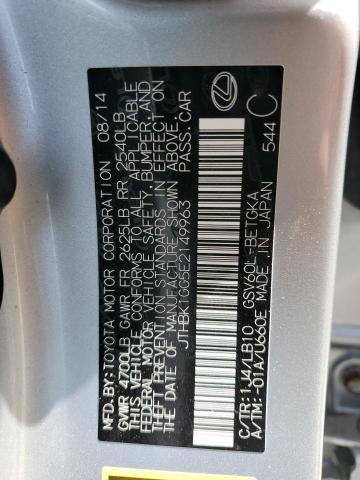 MFD. BY: TOYOTA MOTOR CORPORATION 08/14
GVWR 4700LB GAWR FR 2625LB RR 2540LB
THIS VEHICLE CONFORMS TO ALL APPLICABLE
FEDERAL MOTOR VEHICLE SAFETY, BUMPER, AND
THEFT PREVENTION STANDARDS IN EFFECT ON
THE DATE OF MANUFACTURE SHOWN ABOVE.
JTHBK1GG5E2149963 PASS. CAR
C/TR: 1J4/LB10 GSV60L-BETGKA
A/TM: -01A/U660E MADE IN JAPAN
544 C